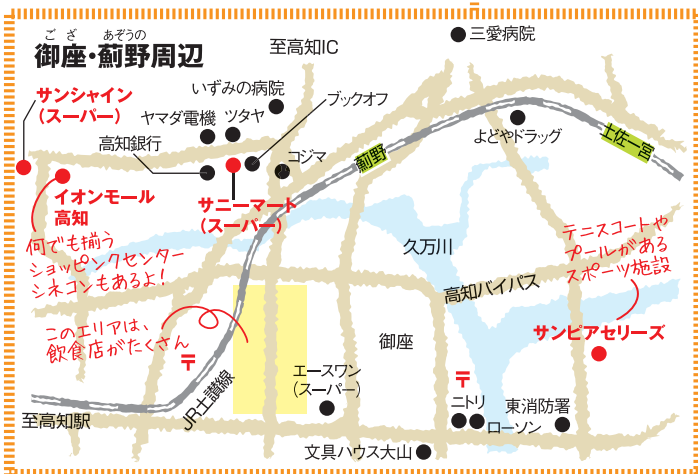 ござ あぞうの
御座・薊野周辺
至高知IC
三愛病院
サンシャイン
（スーパー）
いずみの病院
ヤマダ電機
ツタヤ
ブックオフ
高知銀行
コジマ
よどやドラッグ
薊野
土佐一宮
イオンモール
高知
サニーマート
（スーパー）
何でも揃う
ショッピングセンター
シネコンもあるよ!
久万川
テニスコートや
プールがある
スポーツ施設
高知バイパス
サンピアセリーズ
このエリアは、
飲食店がたくさん
〒
御座
エースワン
（スーパー）
〒
ニトリ
ローソン
東消防署
JR土讃線
至高知駅
文具ハウス大山